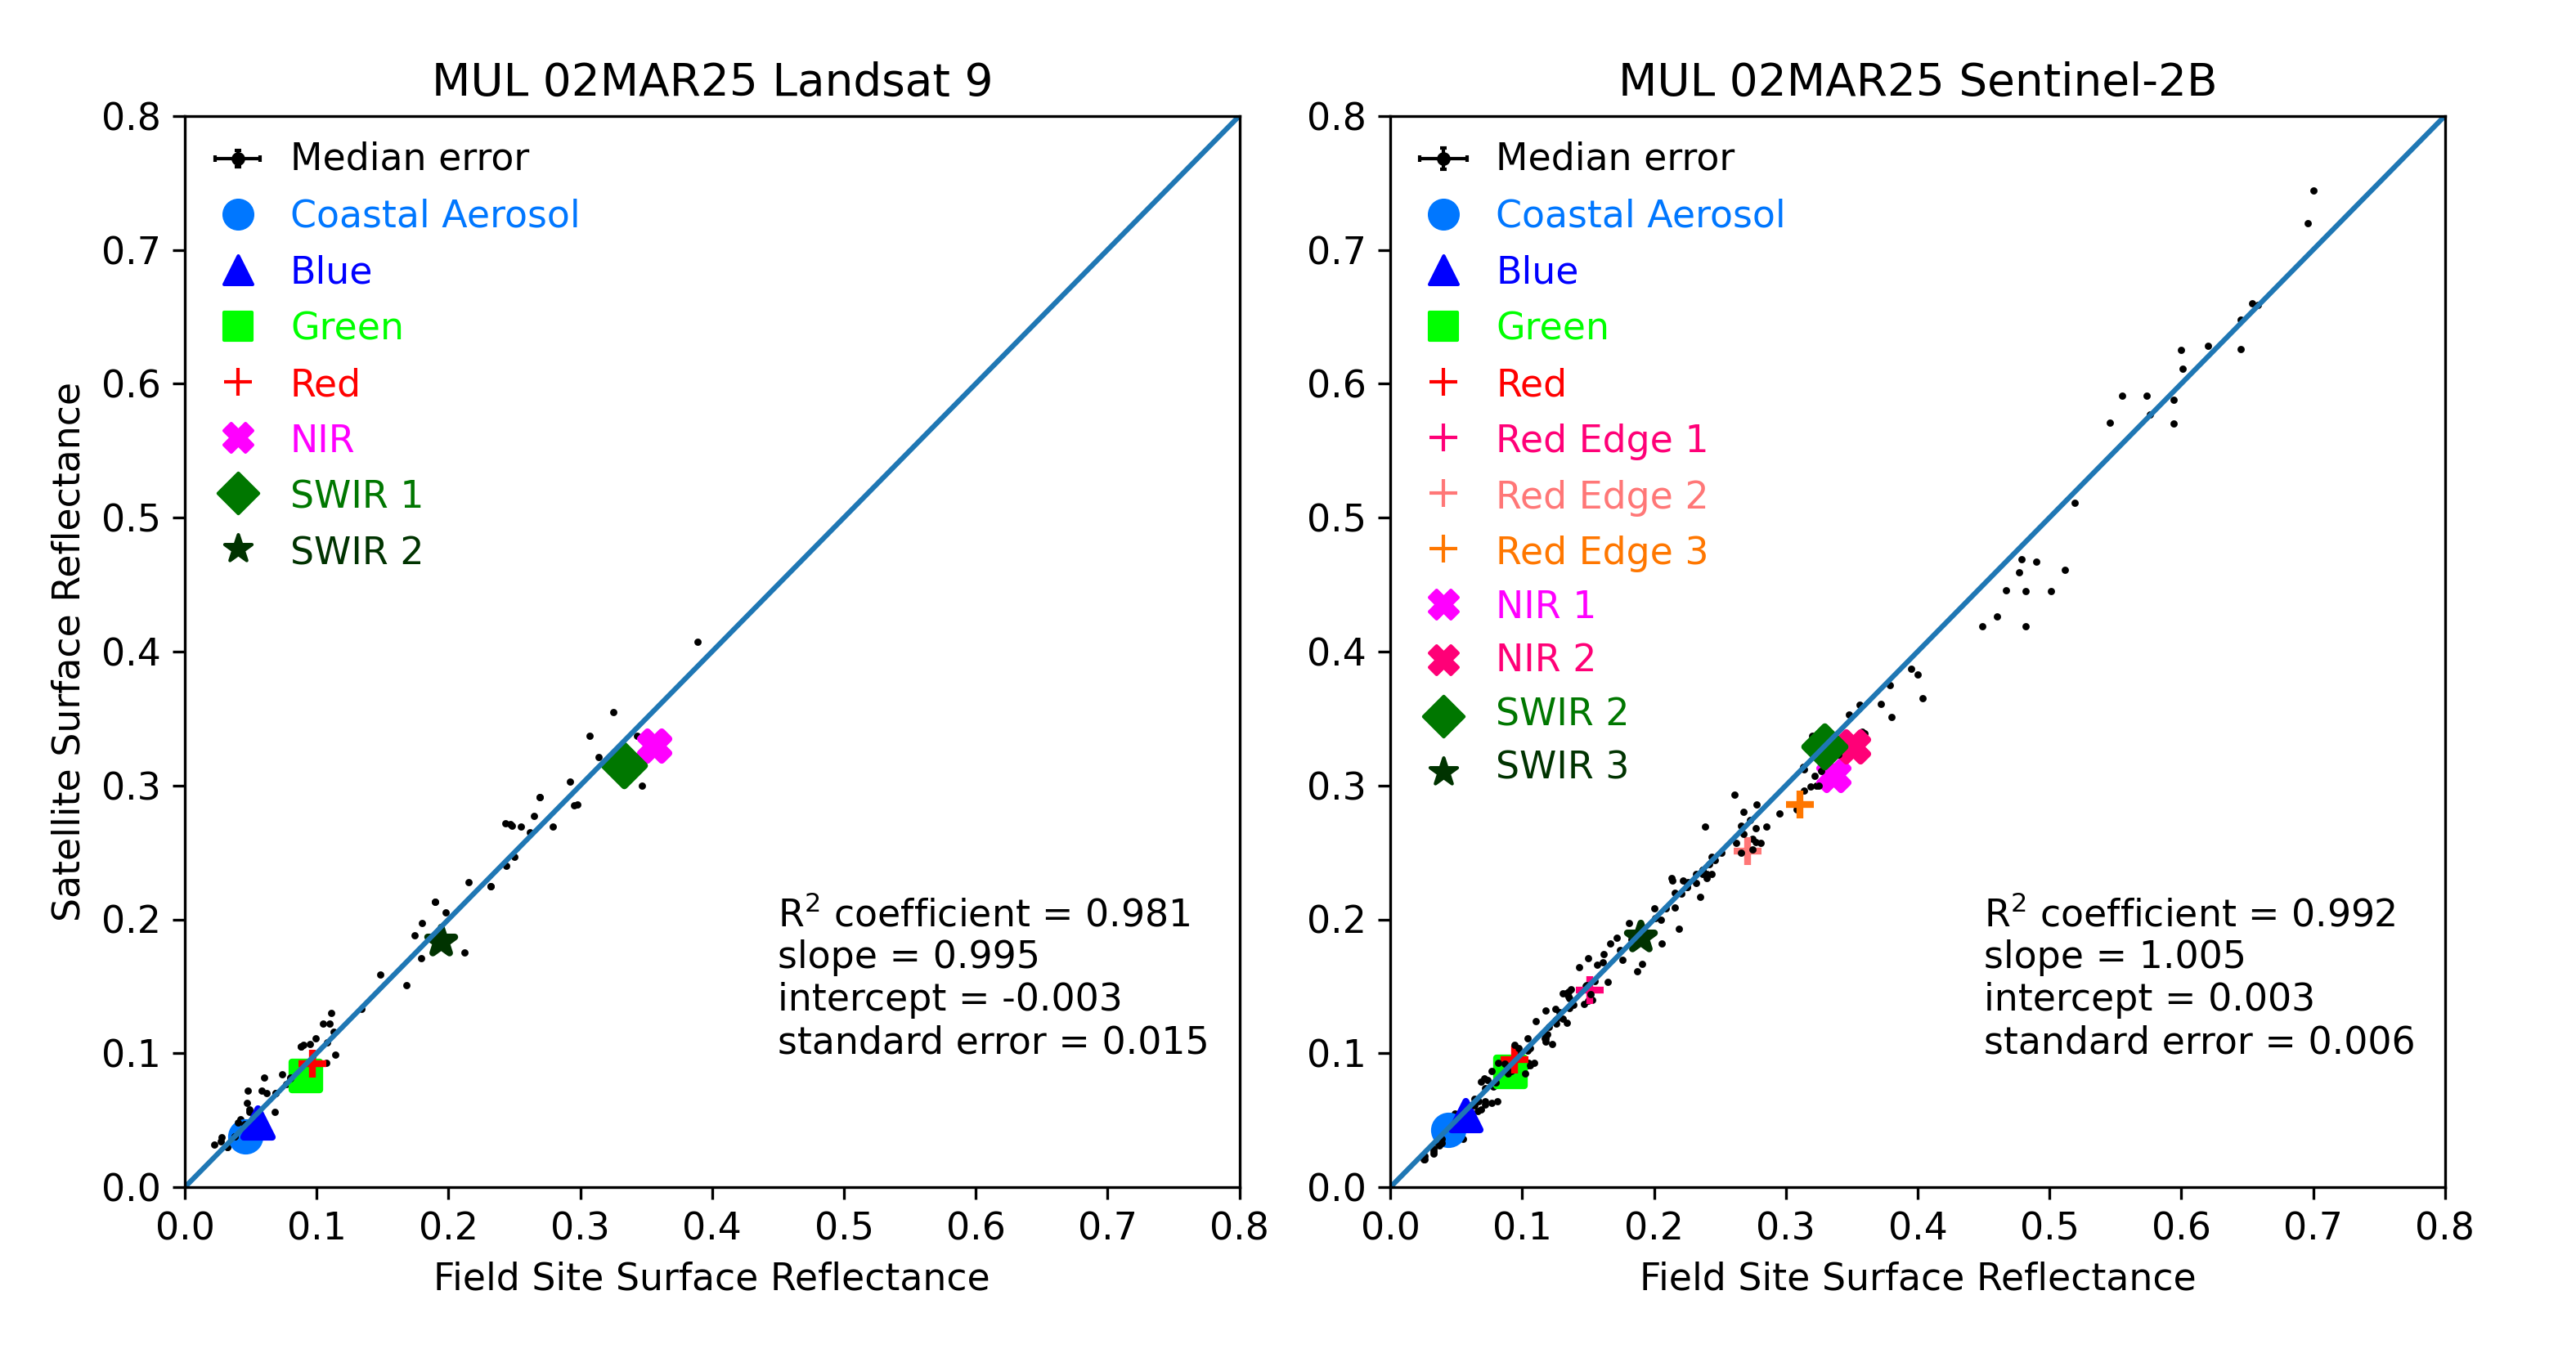 MUL 02MAR25 Landsat 9
Satellite Surface Reflectance
0.8
0.7
0.6
0.5
0.4
0.3
0.2
0.1
0.0
Median error
Coastal Aerosol
Blue
Green
Red
NIR
SWIR 1
SWIR 2
R² coefficient = 0.981
slope = 0.995
intercept = -0.003
standard error = 0.015
0.0 0.1 0.2 0.3 0.4 0.5 0.6 0.7 0.8
Field Site Surface Reflectance
MUL 02MAR25 Sentinel-2B
0.8
0.7
0.6
0.5
0.4
0.3
0.2
0.1
0.0
Median error
Coastal Aerosol
Blue
Green
Red
Red Edge 1
Red Edge 2
Red Edge 3
NIR 1
NIR 2
SWIR 2
SWIR 3
R² coefficient = 0.992
slope = 1.005
intercept = 0.003
standard error = 0.006
0.0 0.1 0.2 0.3 0.4 0.5 0.6 0.7 0.8
Field Site Surface Reflectance